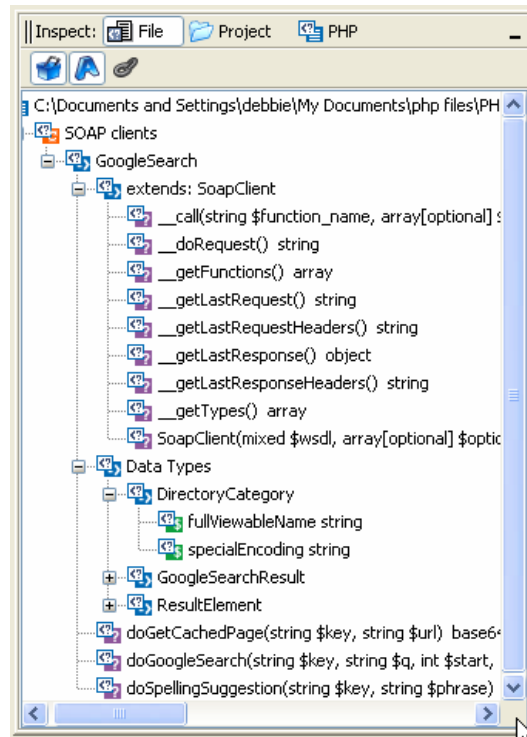 Inspect: File Project PHP
C:\Documents and Settings\debbie\My Documents\php files\PH
SOAP clients
GoogleSearch
extends: SoapClient
__call(string $function_name, array[optional] $
__doRequest() string
__getFunctions() array
__getLastRequest() string
__getLastRequestHeaders() string
__getLastResponse() object
__getLastResponseHeaders() string
__getTypes() array
SoapClient(mixed $wsdl, array[optional] $optic
Data Types
DirectoryCategory
fullViewableName string
specialEncoding string
GoogleSearchResult
ResultElement
doGetCachedPage(string $key, string $url) base64
doGoogleSearch(string $key, string $q, int $start,
doSpellingSuggestion(string $key, string $phrase)